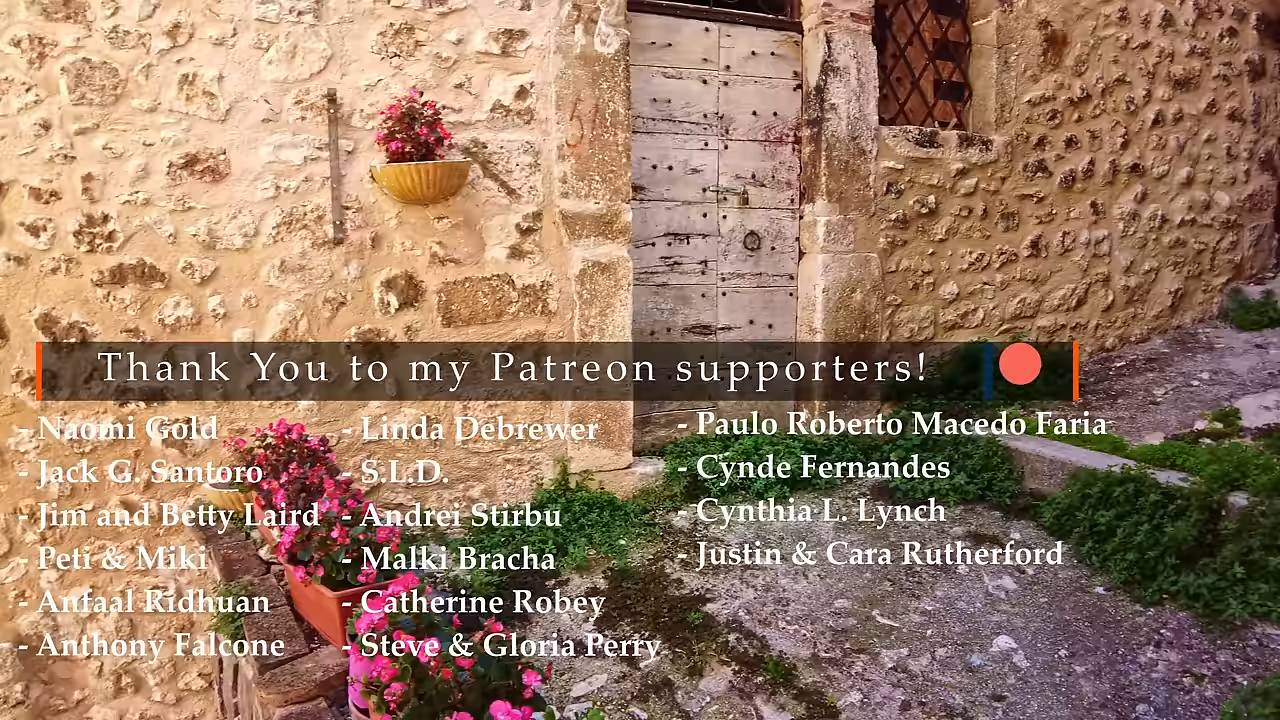 Thank You to my Patreon supporters!
- Naomi Gold
- Jack G. Santoro
- Jim and Betty Laird
- Peti & Miki
- Anfaal Ridhuan
- Anthony Falcone
- Linda Debrewer
- S.L.D.
- Andrei Stirbu
- Malki Bracha
- Catherine Robey
- Steve & Gloria Perry
- Paulo Roberto Macedo Faria
- Cynde Fernandes
- Cynthia L. Lynch
- Justin & Cara Rutherford